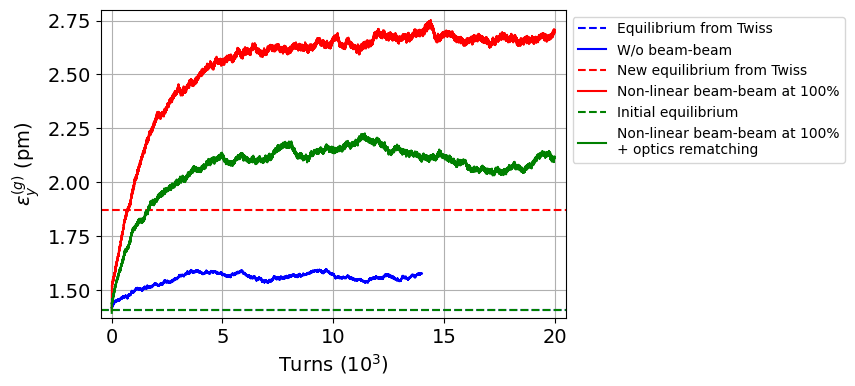 2.75
2.50
2.25
2.00
1.75
1.50
ε_y^(g) (pm)
0 5 10 15 20
Turns (10^3)
Equilibrium from Twiss
W/o beam-beam
New equilibrium from Twiss
Non-linear beam-beam at 100%
Initial equilibrium
Non-linear beam-beam at 100%
+ optics rematching